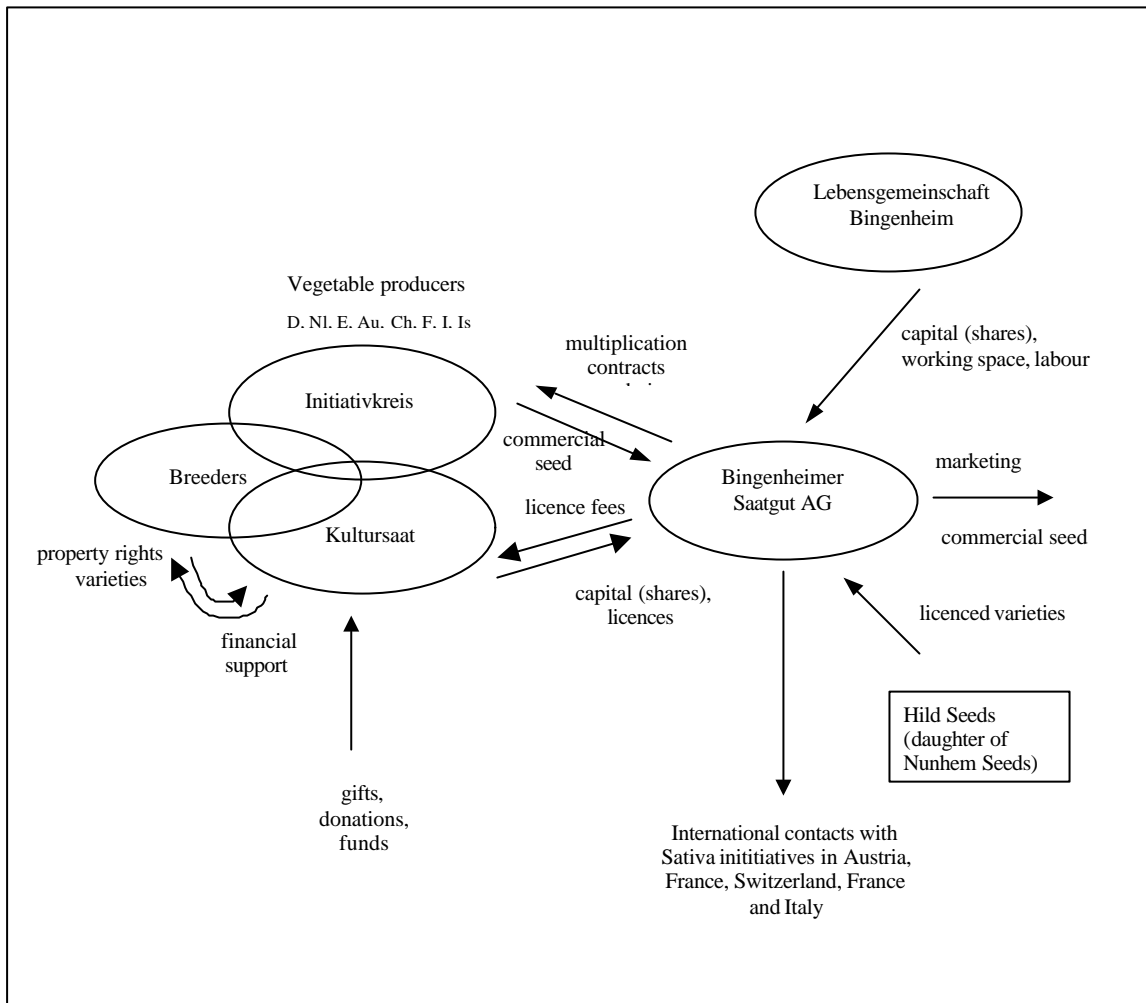 Lebensgemeinschaft
Bingenheim
Vegetable producers
D. Nl. E. Au. Ch. F. I. Is
capital (shares),
working space, labour
multiplication
contracts
Initiativkreis
commercial
seed
Breeders
Bingenheimer
Saatgut AG
marketing
commercial seed
licence fees
Kultursaat
property rights
varieties
capital (shares),
licences
licenced varieties
financial
support
Hild Seeds
(daughter of
Nunhem Seeds)
gifts,
donations,
funds
International contacts with
Sativa inititiatives in Austria,
France, Switzerland, France
and Italy